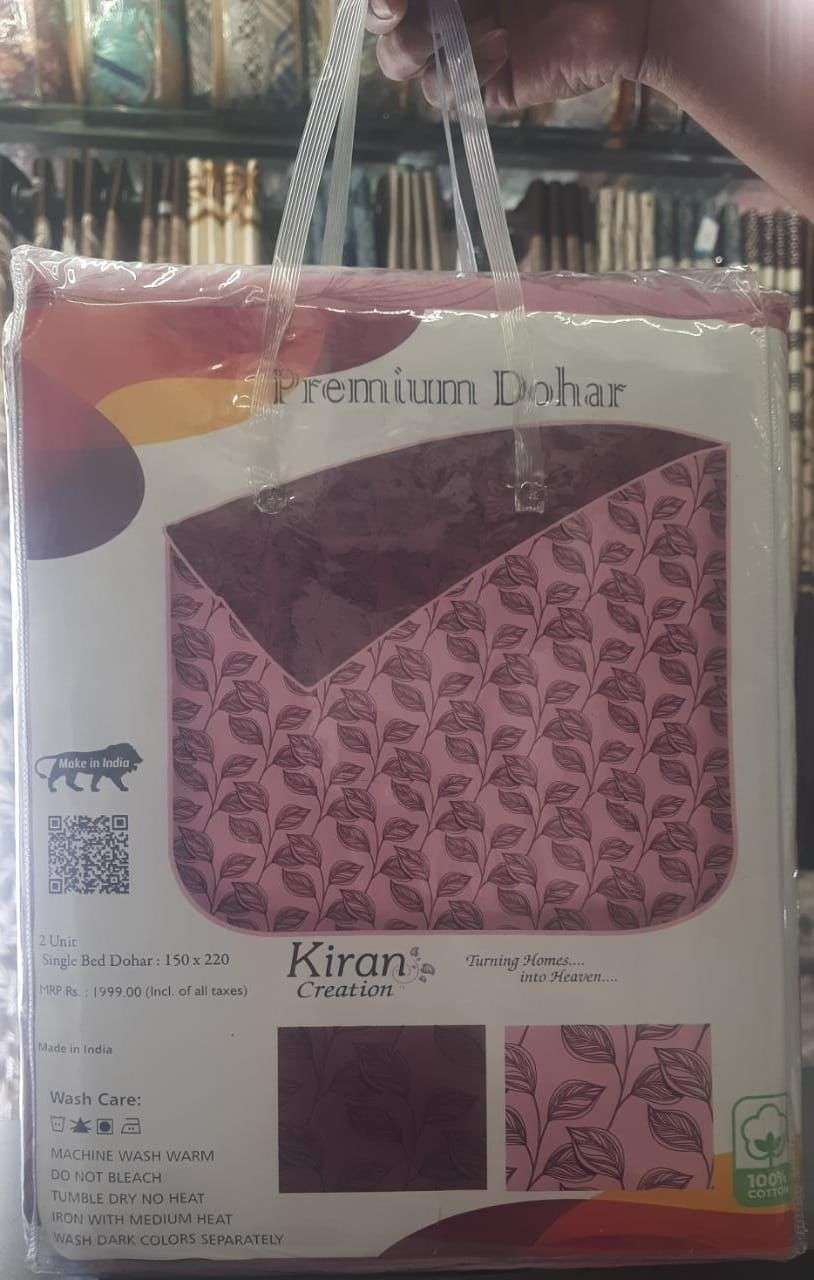 Premium Dohar
Make in India
2 Unit
Single Bed Dohar : 150 x 220
MRP Rs. : 1999.00 (Incl. of all taxes)
Kiran
Creation
Turning Homes....
into Heaven....
Made in India
Wash Care:
MACHINE WASH WARM
DO NOT BLEACH
TUMBLE DRY NO HEAT
IRON WITH MEDIUM HEAT
WASH DARK COLORS SEPARATELY
100%
COTTON